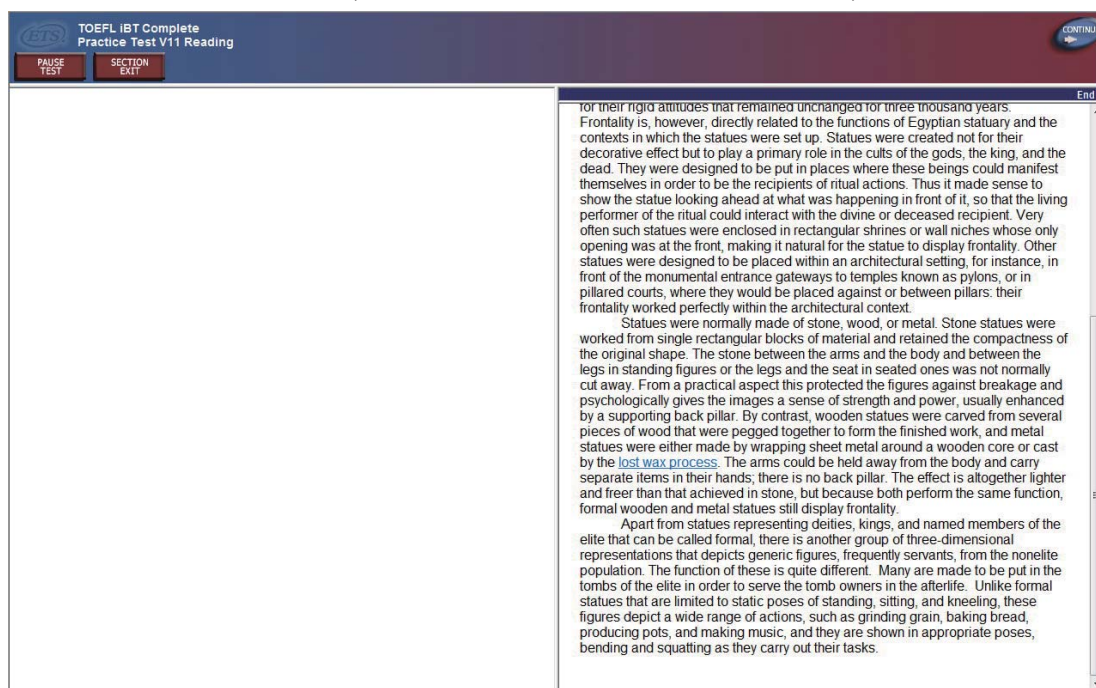 ETS
TOEFL iBT Complete
Practice Test V11 Reading
PAUSE
TEST
SECTION
EXIT
CONTINU
End
for their rigid attitudes that remained unchanged for three thousand years.
Frontality is, however, directly related to the functions of Egyptian statuary and the
contexts in which the statues were set up. Statues were created not for their
decorative effect but to play a primary role in the cults of the gods, the king, and the
dead. They were designed to be put in places where these beings could manifest
themselves in order to be the recipients of ritual actions. Thus it made sense to
show the statue looking ahead at what was happening in front of it, so that the living
performer of the ritual could interact with the divine or deceased recipient. Very
often such statues were enclosed in rectangular shrines or wall niches whose only
opening was at the front, making it natural for the statue to display frontality. Other
statues were designed to be placed within an architectural setting, for instance, in
front of the monumental entrance gateways to temples known as pylons, or in
pillared courts, where they would be placed against or between pillars: their
frontality worked perfectly within the architectural context.
Statues were normally made of stone, wood, or metal. Stone statues were
worked from single rectangular blocks of material and retained the compactness of
the original shape. The stone between the arms and the body and between the
legs in standing figures or the legs and the seat in seated ones was not normally
cut away. From a practical aspect this protected the figures against breakage and
psychologically gives the images a sense of strength and power, usually enhanced
by a supporting back pillar. By contrast, wooden statues were carved from several
pieces of wood that were pegged together to form the finished work, and metal
statues were either made by wrapping sheet metal around a wooden core or cast
by the lost wax process. The arms could be held away from the body and carry
separate items in their hands; there is no back pillar. The effect is altogether lighter
and freer than that achieved in stone, but because both perform the same function,
formal wooden and metal statues still display frontality.
Apart from statues representing deities, kings, and named members of the
elite that can be called formal, there is another group of three-dimensional
representations that depicts generic figures, frequently servants, from the nonelite
population. The function of these is quite different. Many are made to be put in the
tombs of the elite in order to serve the tomb owners in the afterlife. Unlike formal
statues that are limited to static poses of standing, sitting, and kneeling, these
figures depict a wide range of actions, such as grinding grain, baking bread,
producing pots, and making music, and they are shown in appropriate poses,
bending and squatting as they carry out their tasks.